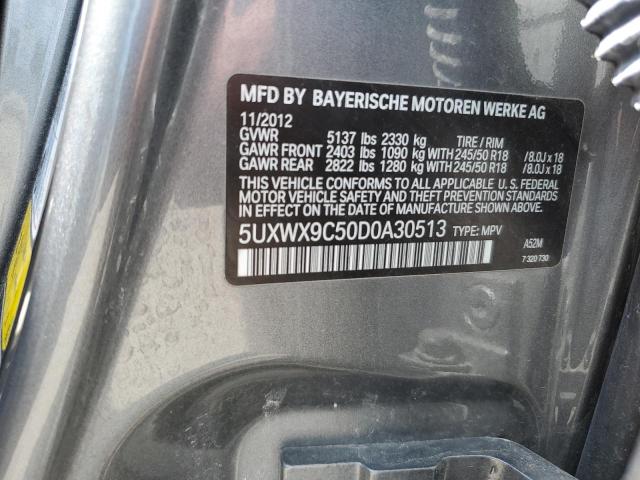 MFD BY BAYERISCHE MOTOREN WERKE AG
11/2012
GVWR 5137 lbs 2330 kg TIRE / RIM
GAWR FRONT 2403 lbs 1090 kg WITH 245/50 R18 / 8.0J x 18
GAWR REAR 2822 lbs 1280 kg WITH 245/50 R18 / 8.0J x 18
THIS VEHICLE CONFORMS TO ALL APPLICABLE U. S. FEDERAL
MOTOR VEHICLE SAFETY, BUMPER, AND THEFT PREVENTION
STANDARDS IN EFFECT ON THE DATE OF MANUFACTURE SHOWN ABOVE.
5UXWX9C50D0A30513 TYPE: MPV
A52M
7 320 730